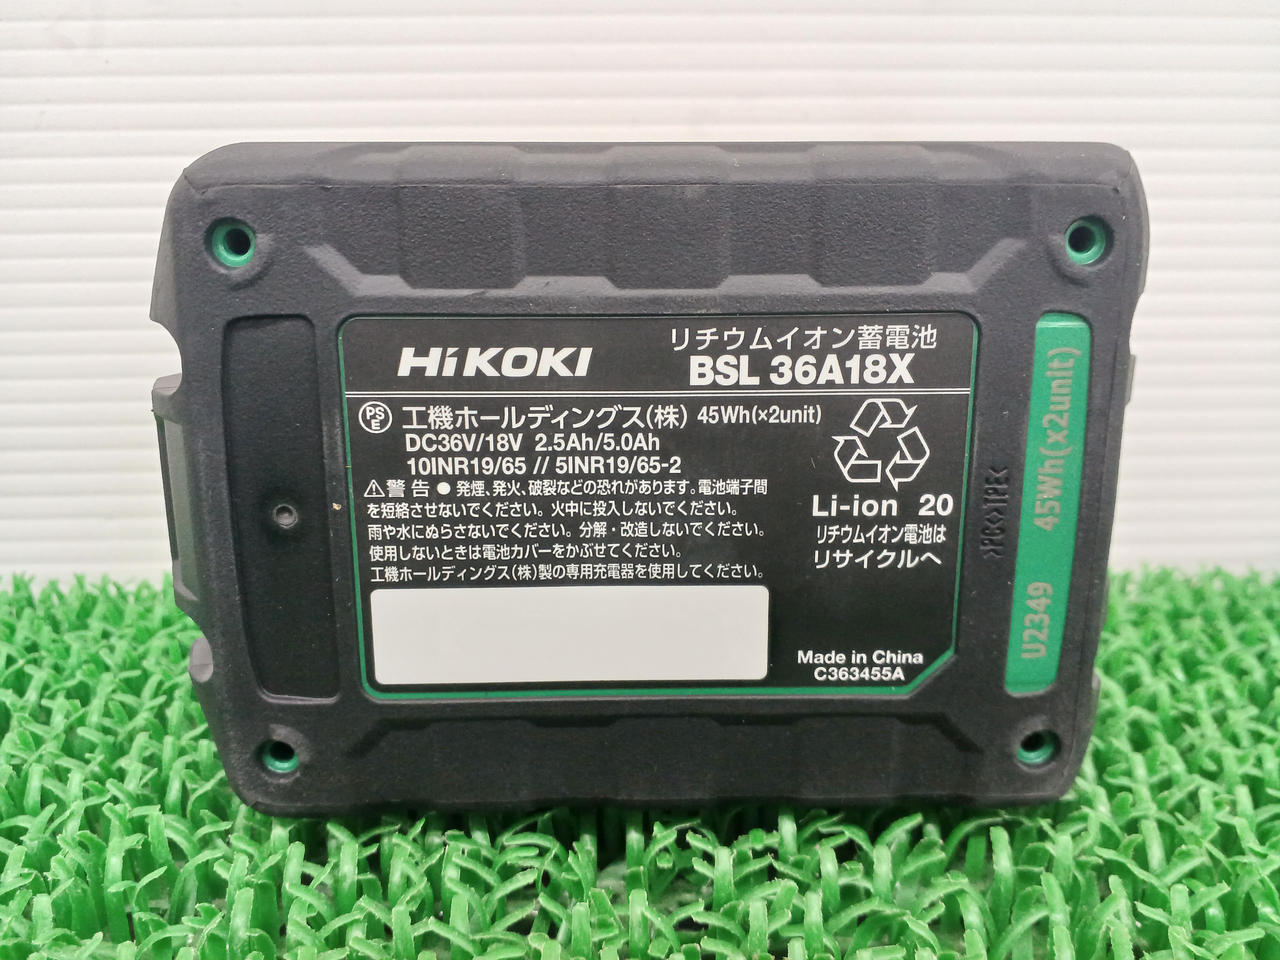 HiKOKI
リチウムイオン蓄電池
BSL 36A18X
PS
E
工機ホールディングス(株) 45Wh(×2unit)
DC36V/18V 2.5Ah/5.0Ah
10INR19/65 // 5INR19/65-2
⚠警告 ● 発煙、発火、破裂などの恐れがあります。電池端子間
を短絡させないでください。火中に投入しないでください。
雨や水にぬらさないでください。分解・改造しないでください。
使用しないときは電池カバーをかぶせてください。
工機ホールディングス(株)製の専用充電器を使用してください。
Li-ion 20
リチウムイオン電池は
リサイクルへ
Made in China
C363455A
>PC<>TPE<
U2349 45Wh(x2unit)